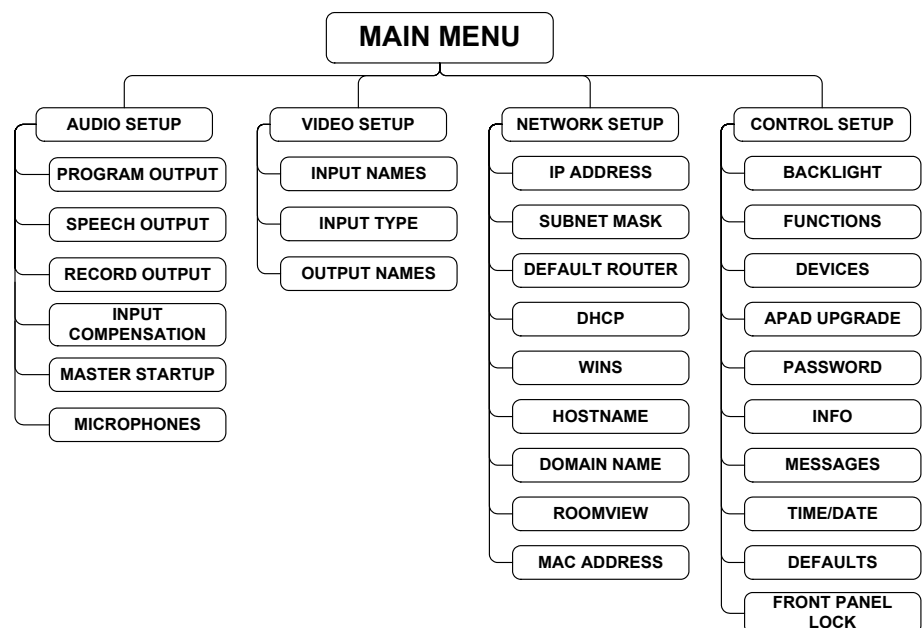 MAIN MENU
AUDIO SETUP
PROGRAM OUTPUT
SPEECH OUTPUT
RECORD OUTPUT
INPUT
COMPENSATION
MASTER STARTUP
MICROPHONES
VIDEO SETUP
INPUT NAMES
INPUT TYPE
OUTPUT NAMES
NETWORK SETUP
IP ADDRESS
SUBNET MASK
DEFAULT ROUTER
DHCP
WINS
HOSTNAME
DOMAIN NAME
ROOMVIEW
MAC ADDRESS
CONTROL SETUP
BACKLIGHT
FUNCTIONS
DEVICES
APAD UPGRADE
PASSWORD
INFO
MESSAGES
TIME/DATE
DEFAULTS
FRONT PANEL
LOCK